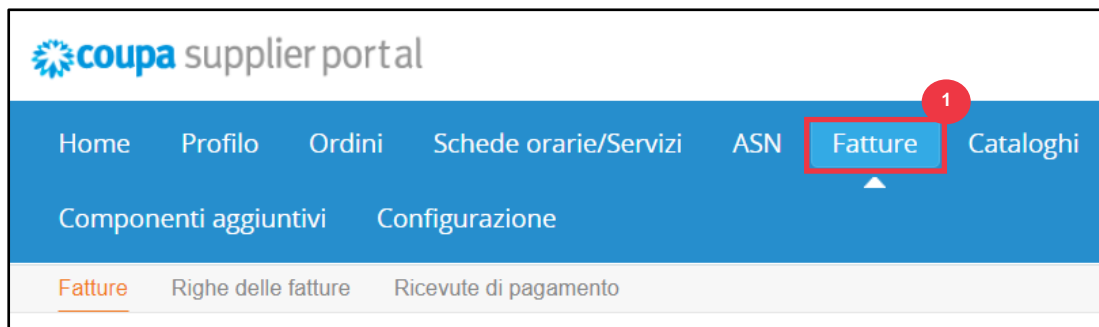 coupa supplier portal
1
Home Profilo Ordini Schede orarie/Servizi ASN Fatture Cataloghi
Componenti aggiuntivi Configurazione
Fatture Righe delle fatture Ricevute di pagamento